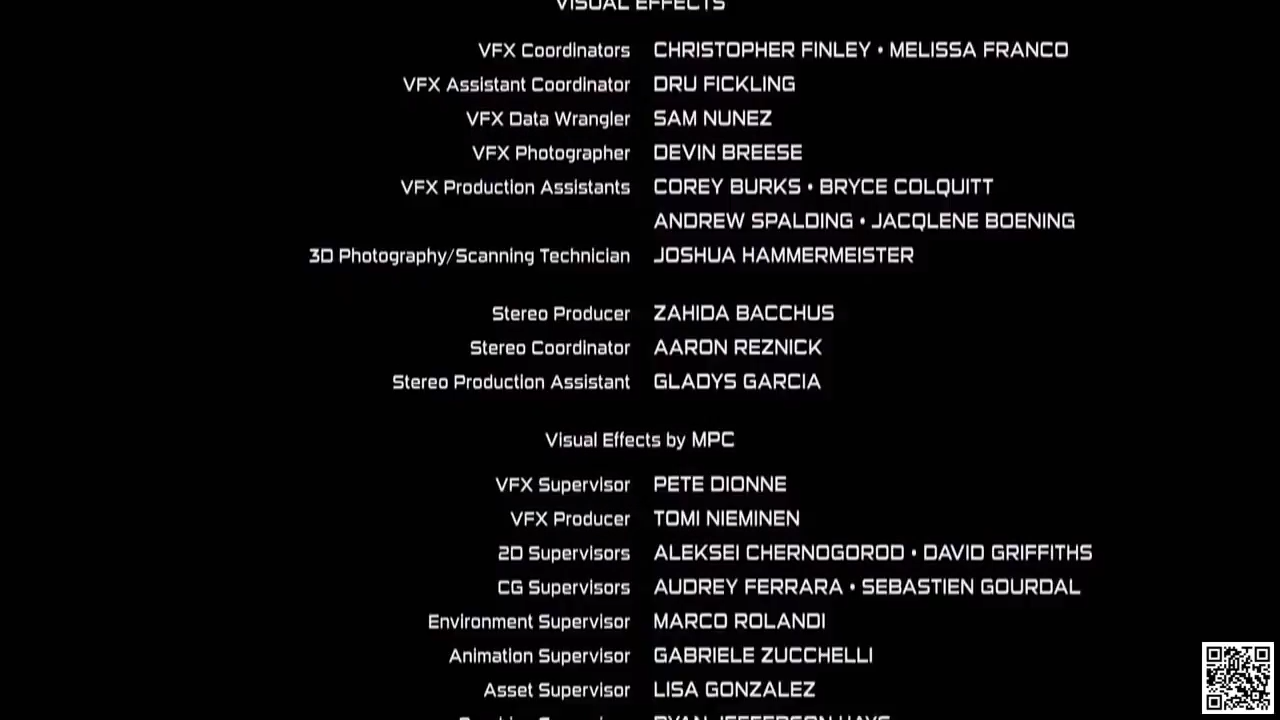 VISUAL EFFECTS
VFX Coordinators CHRISTOPHER FINLEY • MELISSA FRANCO
VFX Assistant Coordinator DRU FICKLING
VFX Data Wrangler SAM NUNEZ
VFX Photographer DEVIN BREESE
VFX Production Assistants COREY BURKS • BRYCE COLQUITT
ANDREW SPALDING • JACQLENE BOENING
3D Photography/Scanning Technician JOSHUA HAMMERMEISTER
Stereo Producer ZAHIDA BACCHUS
Stereo Coordinator AARON REZNICK
Stereo Production Assistant GLADYS GARCIA
Visual Effects by MPC
VFX Supervisor PETE DIONNE
VFX Producer TOMI NIEMINEN
2D Supervisors ALEKSEI CHERNOGOROD • DAVID GRIFFITHS
CG Supervisors AUDREY FERRARA • SEBASTIEN GOURDAL
Environment Supervisor MARCO ROLANDI
Animation Supervisor GABRIELE ZUCCHELLI
Asset Supervisor LISA GONZALEZ